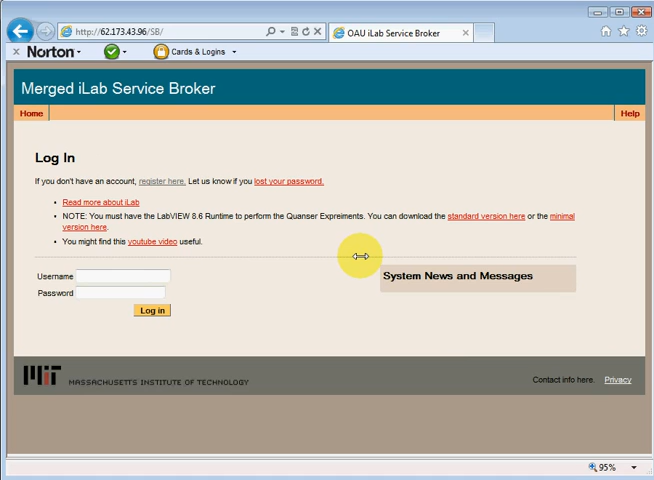 http://62.173.43.96/SB/
OAU iLab Service Broker
Norton
Cards & Logins
Merged iLab Service Broker
Home
Help
Log In
If you don't have an account, register here. Let us know if you lost your password.
• Read more about iLab
• NOTE: You must have the LabVIEW 8.6 Runtime to perform the Quanser Expreiments. You can download the standard version here or the minimal
version here.
• You might find this youtube video useful.
Username
System News and Messages
Password
Log in
MIT MASSACHUSETTS INSTITUTE OF TECHNOLOGY
Contact info here. Privacy
95%